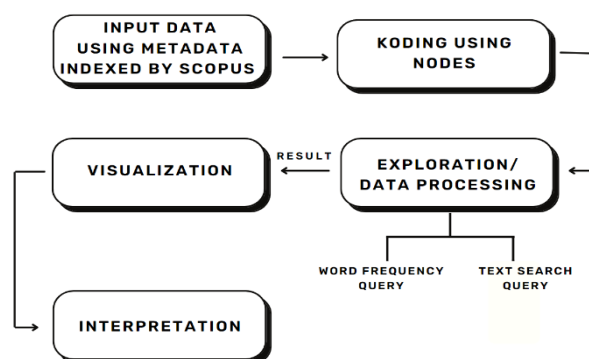 INPUT DATA
USING METADATA
INDEXED BY SCOPUS
KODING USING
NODES
VISUALIZATION
RESULT
EXPLORATION/
DATA PROCESSING
WORD FREQUENCY
QUERY
TEXT SEARCH
QUERY
INTERPRETATION